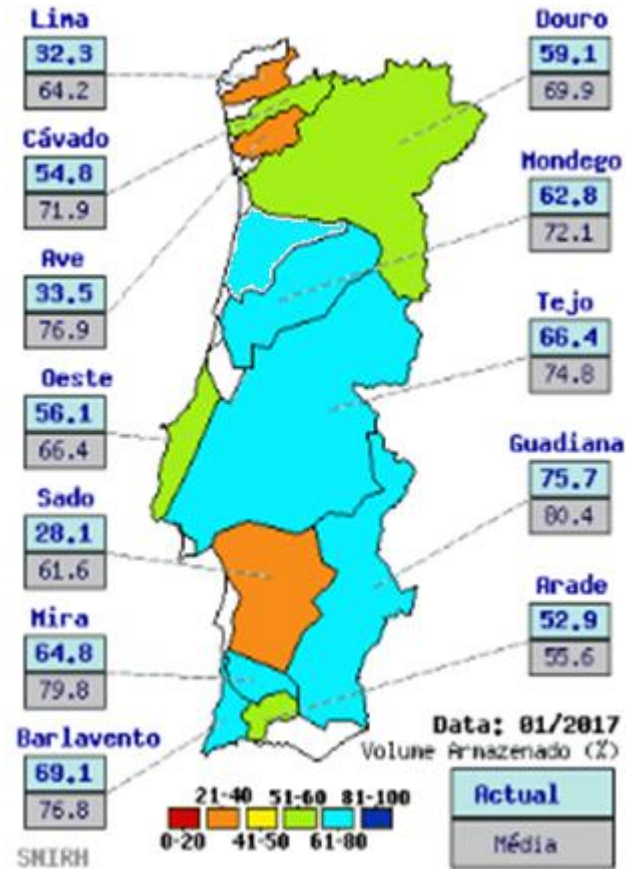 Lima
32.3
64.2
Cávado
54.8
71.9
Ave
33.5
76.9
Oeste
56.1
66.4
Sado
28.1
61.6
Mira
64.8
79.8
Barlavento
69.1
76.8
SNIRH
Douro
59.1
69.9
Mondego
62.8
72.1
Tejo
66.4
74.8
Guadiana
75.7
80.4
Arade
52.9
55.6
Data: 01/2017
Volume Armazenado (%)
21-40 51-60 81-100
0-20 41-50 61-80
Actual
Média